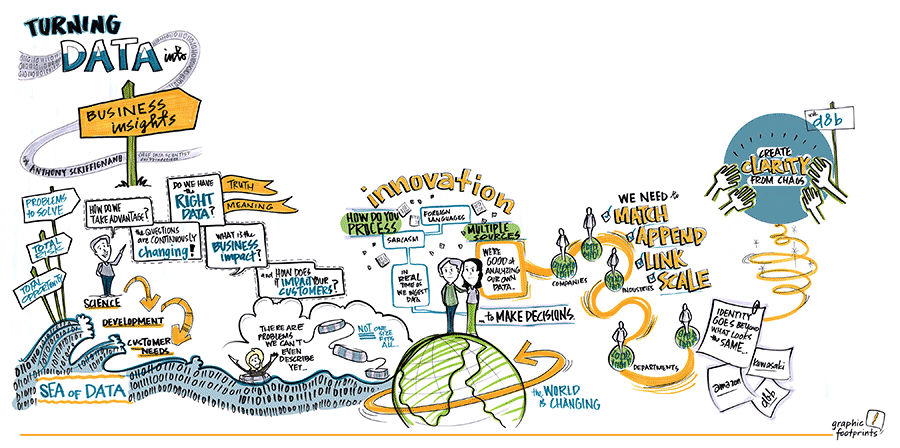 TURNING
DATA into
BUSINESS
insights
ANTHONY SCRIFFIGNANO
CHIEF DATA SCIENTIST
PROBLEMS
to SOLVE
TOTAL
RISK
TOTAL
OPPORTUNITY
HOW DO WE
TAKE ADVANTAGE?
DO WE HAVE
the RIGHT
DATA?
TRUTH
MEANING
the QUESTIONS
ARE CONTINUOUSLY
changing!
WHAT IS the
BUSINESS
impact?
and HOW DOES
it IMPACT OUR
CUSTOMERS?
SCIENCE
DEVELOPMENT
CUSTOMER
NEEDS
SEA of DATA
THERE ARE
PROBLEMS
WE CAN'T
EVEN
DESCRIBE
YET...
NOT ONE
SIZE
FITS
ALL...
innovation
HOW DO YOU
PROCESS
FOREIGN
LANGUAGES
SARCASM
MULTIPLE
SOURCES
IN
REAL
TIME AS
WE INGEST
DATA
WE'RE
GOOD at
ANALYZING
OUR OWN
DATA...
...to MAKE DECISIONS.
the WORLD
is CHANGING
COMPANIES
INDUSTRIES
DEPARTMENTS
WE NEED to
MATCH
APPEND
LINK
SCALE
with d&b
CREATE
CLARITY
FROM CHAOS
IDENTITY
GOES BEYOND
WHAT LOOKS
the SAME...
kawasaki
amazon
d&b
graphic
footprints